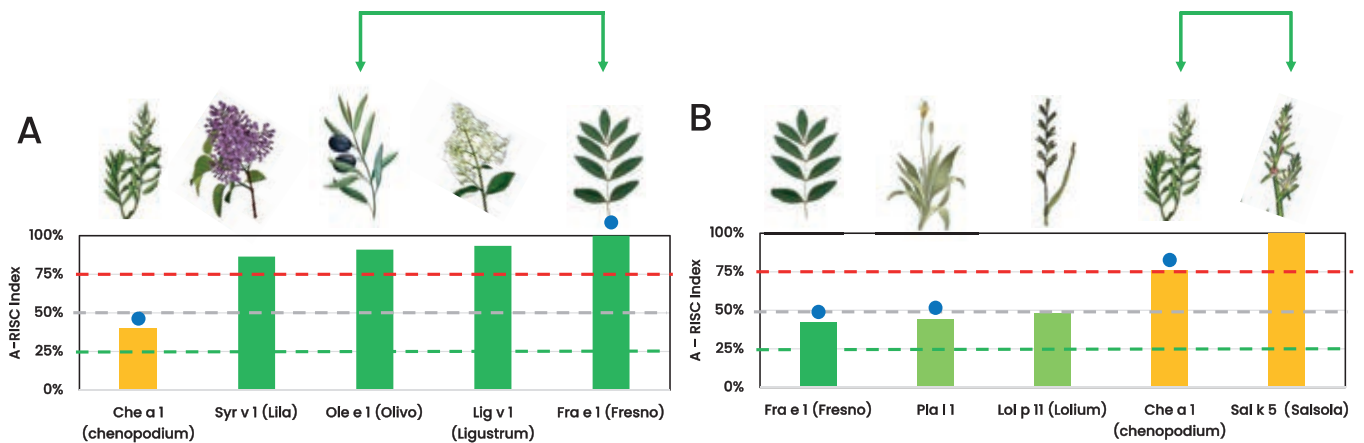 A
A-RISC Index
100%
75%
50%
25%
0%
Che a 1
(chenopodium)
Syr v 1 (Lila)
Ole e 1 (Olivo)
Lig v 1
(Ligustrum)
Fra e 1 (Fresno)
B
A - RISC Index
100%
75%
50%
25%
0%
Fra e 1 (Fresno)
Pla l 1
Lol p 11 (Lolium)
Che a 1
(chenopodium)
Sal k 5 (Salsola)